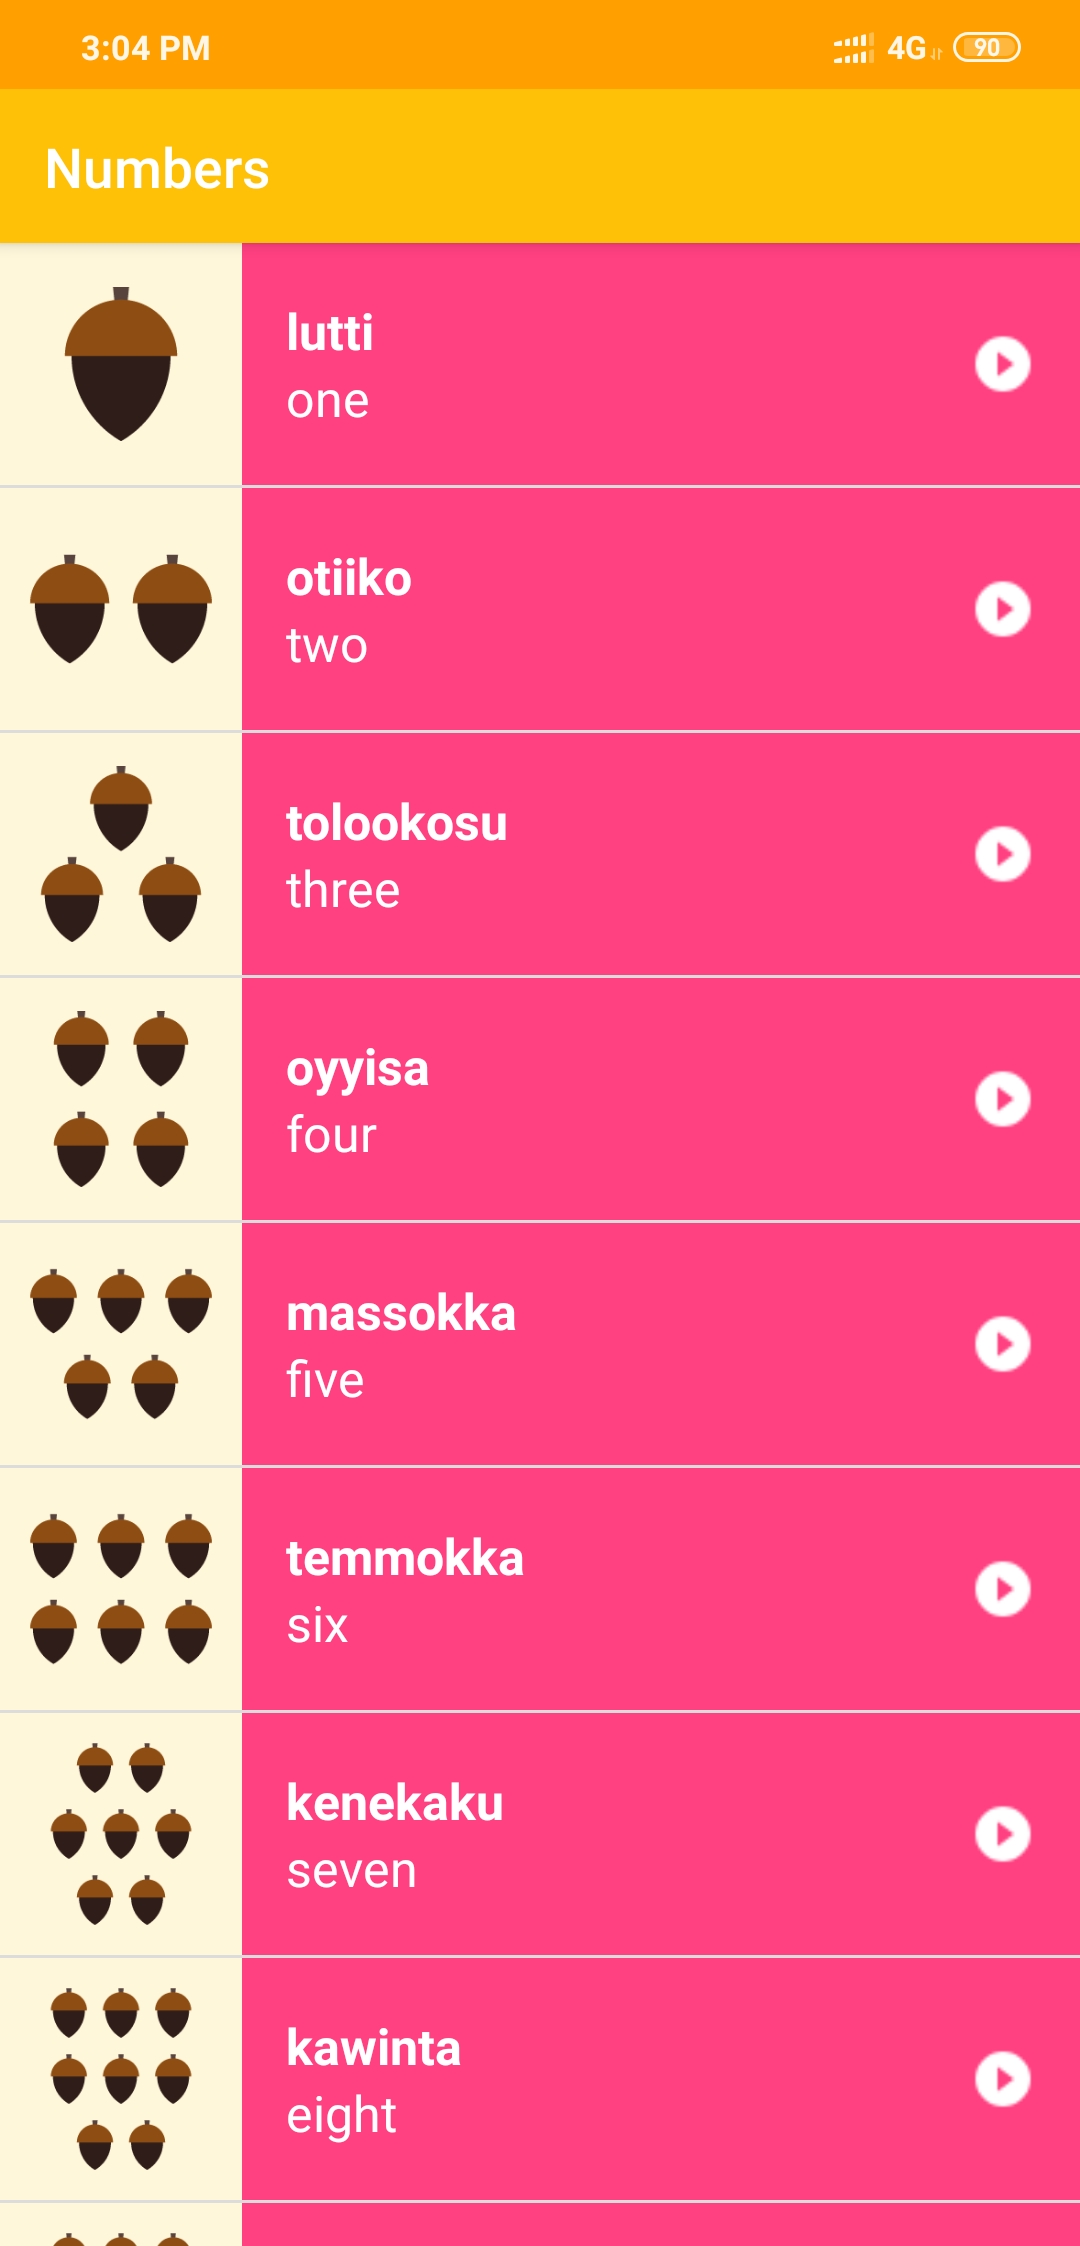 3:04 PM 4G 90
Numbers
lutti
one
otiiko
two
tolookosu
three
oyyisa
four
massokka
five
temmokka
six
kenekaku
seven
kawinta
eight